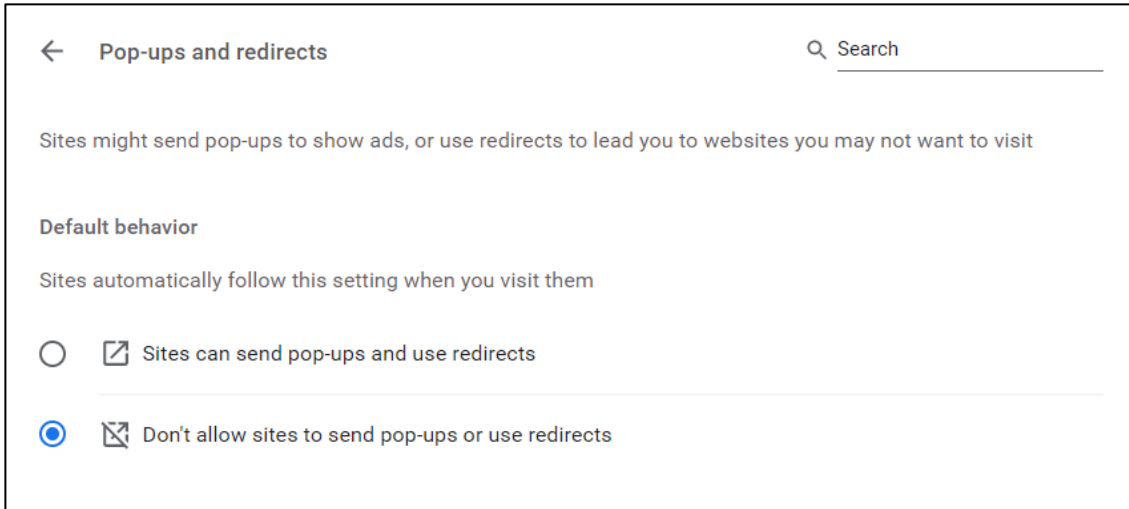 Pop-ups and redirects
Search
Sites might send pop-ups to show ads, or use redirects to lead you to websites you may not want to visit
Default behavior
Sites automatically follow this setting when you visit them
Sites can send pop-ups and use redirects
Don't allow sites to send pop-ups or use redirects